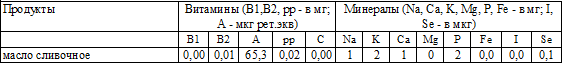 Продукты Витамины (B1,B2, рр - в мг; Минералы (Na, Ca, K, Mg, P, Fe - в мг; I,
A - мкг рет.экв) Se - в мкг)
B1 B2 A рр C Na K Ca Mg P Fe I Se
масло сливочное 0,00 0,01 65,3 0,02 0,00 1 2 1 0 2 0,0 0,0 0,1